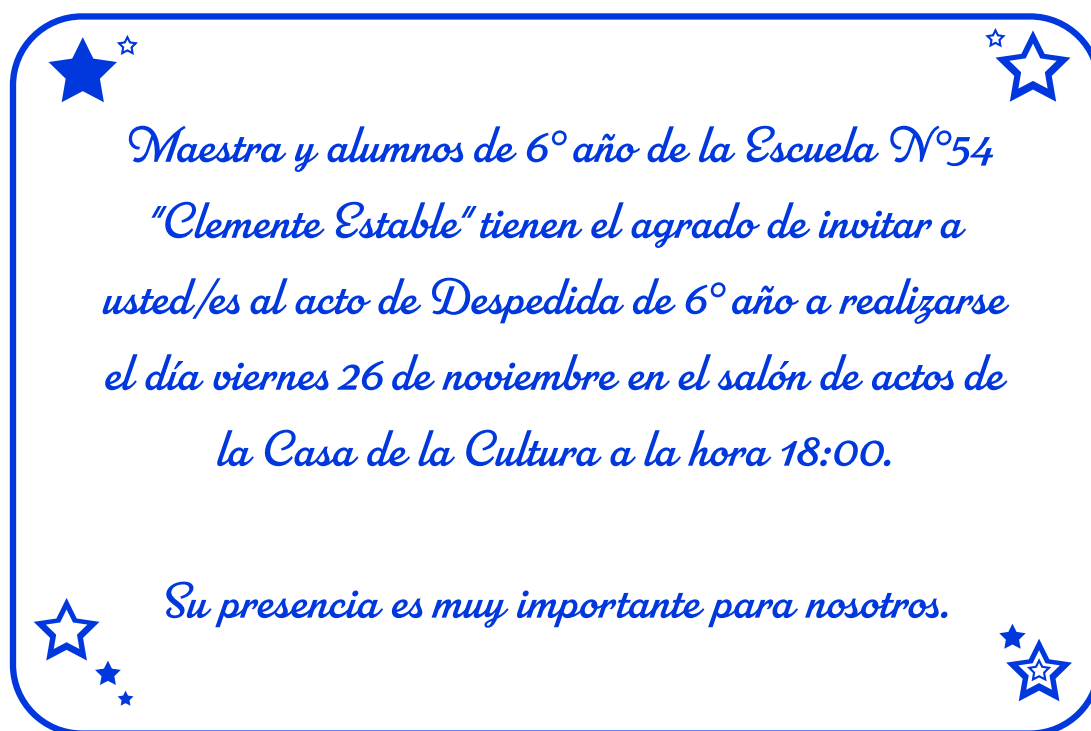 Maestra y alumnos de 6° año de la Escuela N°54
"Clemente Estable" tienen el agrado de invitar a
usted/es al acto de Despedida de 6° año a realizarse
el día viernes 26 de noviembre en el salón de actos de
la Casa de la Cultura a la hora 18:00.
Su presencia es muy importante para nosotros.